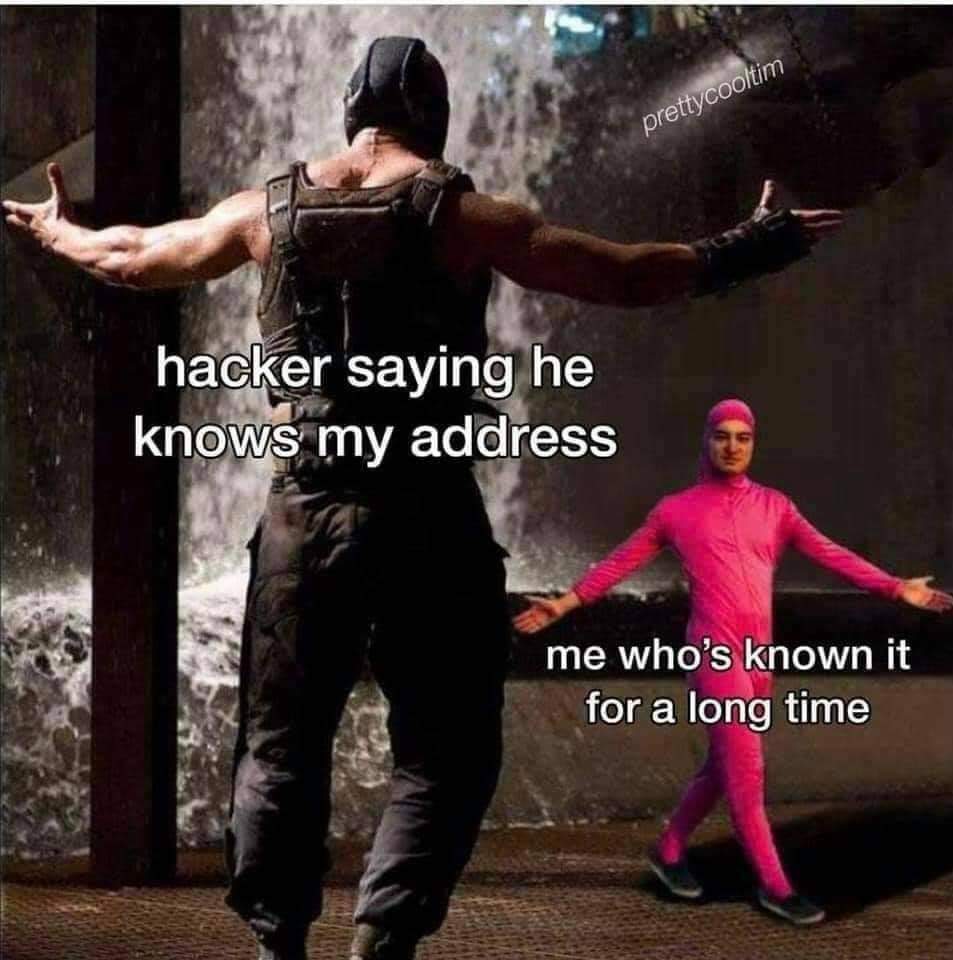 prettycooltim
hacker saying he
knows my address
me who's known it
for a long time